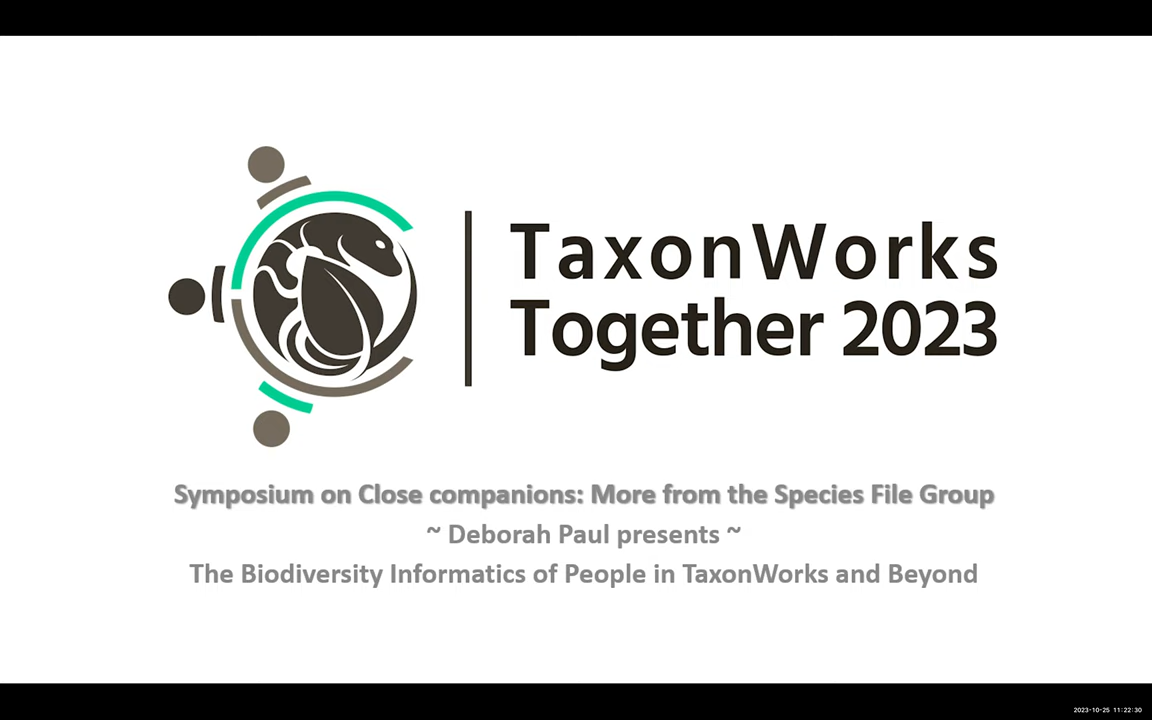 TaxonWorks
Together 2023
Symposium on Close companions: More from the Species File Group
~ Deborah Paul presents ~
The Biodiversity Informatics of People in TaxonWorks and Beyond
2023-10-25 11:22:30